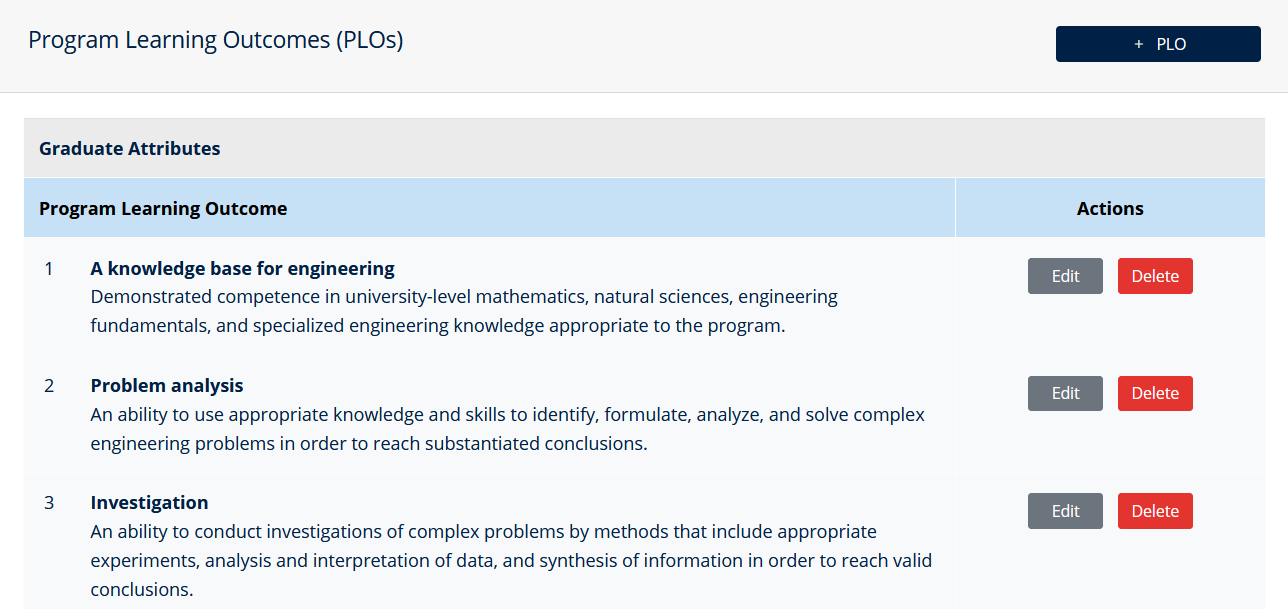 Program Learning Outcomes (PLOs)
+ PLO
Graduate Attributes
Program Learning Outcome
Actions
1
A knowledge base for engineering
Demonstrated competence in university-level mathematics, natural sciences, engineering
fundamentals, and specialized engineering knowledge appropriate to the program.
Edit
Delete
2
Problem analysis
An ability to use appropriate knowledge and skills to identify, formulate, analyze, and solve complex
engineering problems in order to reach substantiated conclusions.
Edit
Delete
3
Investigation
An ability to conduct investigations of complex problems by methods that include appropriate
experiments, analysis and interpretation of data, and synthesis of information in order to reach valid
conclusions.
Edit
Delete